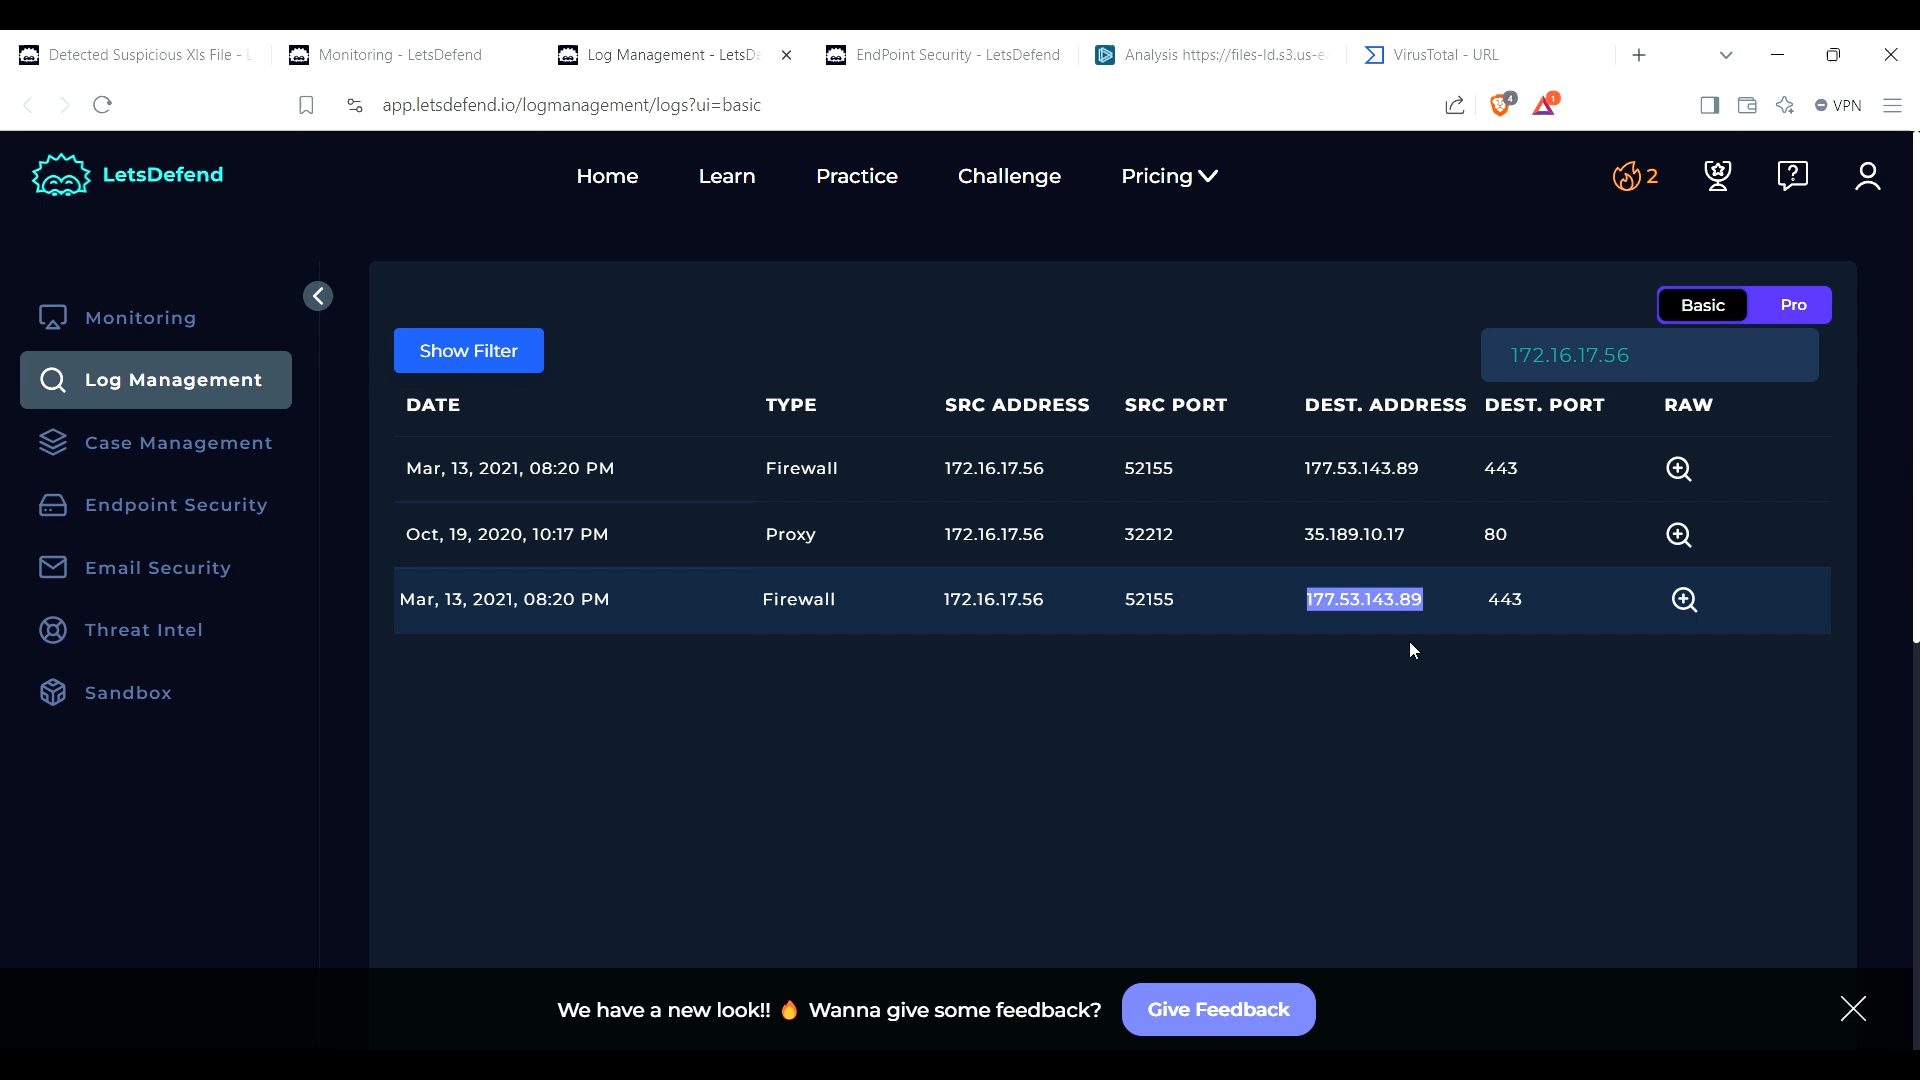 Detected Suspicious Xls File - L
Monitoring - LetsDefend
Log Management - LetsDe
EndPoint Security - LetsDefend
Analysis https://files-ld.s3.us-ea
VirusTotal - URL
app.letsdefend.io/logmanagement/logs?ui=basic
4
1
VPN
LetsDefend
Home
Learn
Practice
Challenge
Pricing
2
Monitoring
Log Management
Case Management
Endpoint Security
Email Security
Threat Intel
Sandbox
Basic
Pro
Show Filter
172.16.17.56
DATE TYPE SRC ADDRESS SRC PORT DEST. ADDRESS DEST. PORT RAW
Mar, 13, 2021, 08:20 PM Firewall 172.16.17.56 52155 177.53.143.89 443
Oct, 19, 2020, 10:17 PM Proxy 172.16.17.56 32212 35.189.10.17 80
Mar, 13, 2021, 08:20 PM Firewall 172.16.17.56 52155 177.53.143.89 443
We have a new look!! 🔥 Wanna give some feedback?
Give Feedback